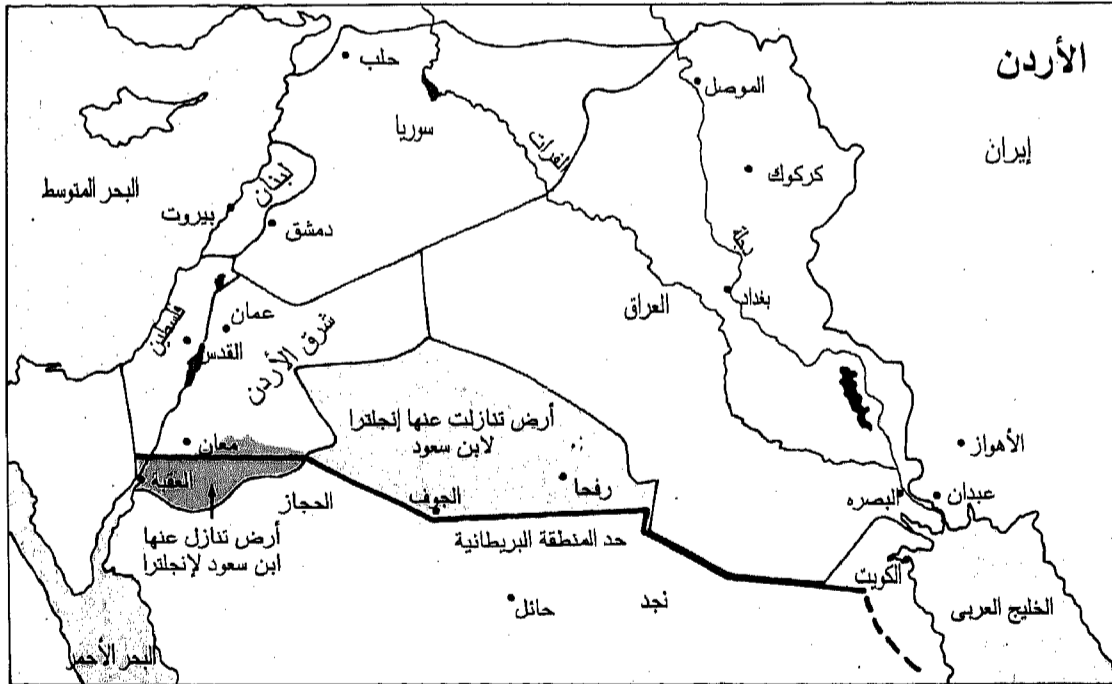 الأردن
حلب
الموصل
إيران
سوريا
الفرات
كركوك
البحر المتوسط
لبنان
بيروت
دمشق
العراق
بغداد
فلسطين
عمان
القدس
شرق الأردن
أرض تنازلت عنها إنجلترا
لابن سعود
معان
الأهواز
العقبة
رفحا
الجوف
الحجاز
عبدان
البصره
أرض تنازل عنها
ابن سعود لإنجلترا
حد المنطقة البريطانية
الكويت
نجد
حائل
الخليج العربى
البحر الأحمر